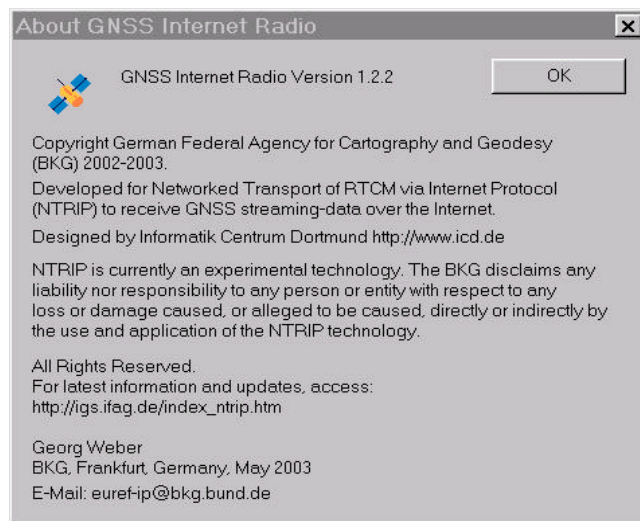 About GNSS Internet Radio
GNSS Internet Radio Version 1.2.2
OK
Copyright German Federal Agency for Cartography and Geodesy
(BKG) 2002-2003.
Developed for Networked Transport of RTCM via Internet Protocol
(NTRIP) to receive GNSS streaming-data over the Internet.
Designed by Informatik Centrum Dortmund http://www.icd.de
NTRIP is currently an experimental technology. The BKG disclaims any
liability nor responsibility to any person or entity with respect to any
loss or damage caused, or alleged to be caused, directly or indirectly by
the use and application of the NTRIP technology.
All Rights Reserved.
For latest information and updates, access:
http://igs.ifag.de/index_ntrip.htm
Georg Weber
BKG, Frankfurt, Germany, May 2003
E-Mail: euref-ip@bkg.bund.de